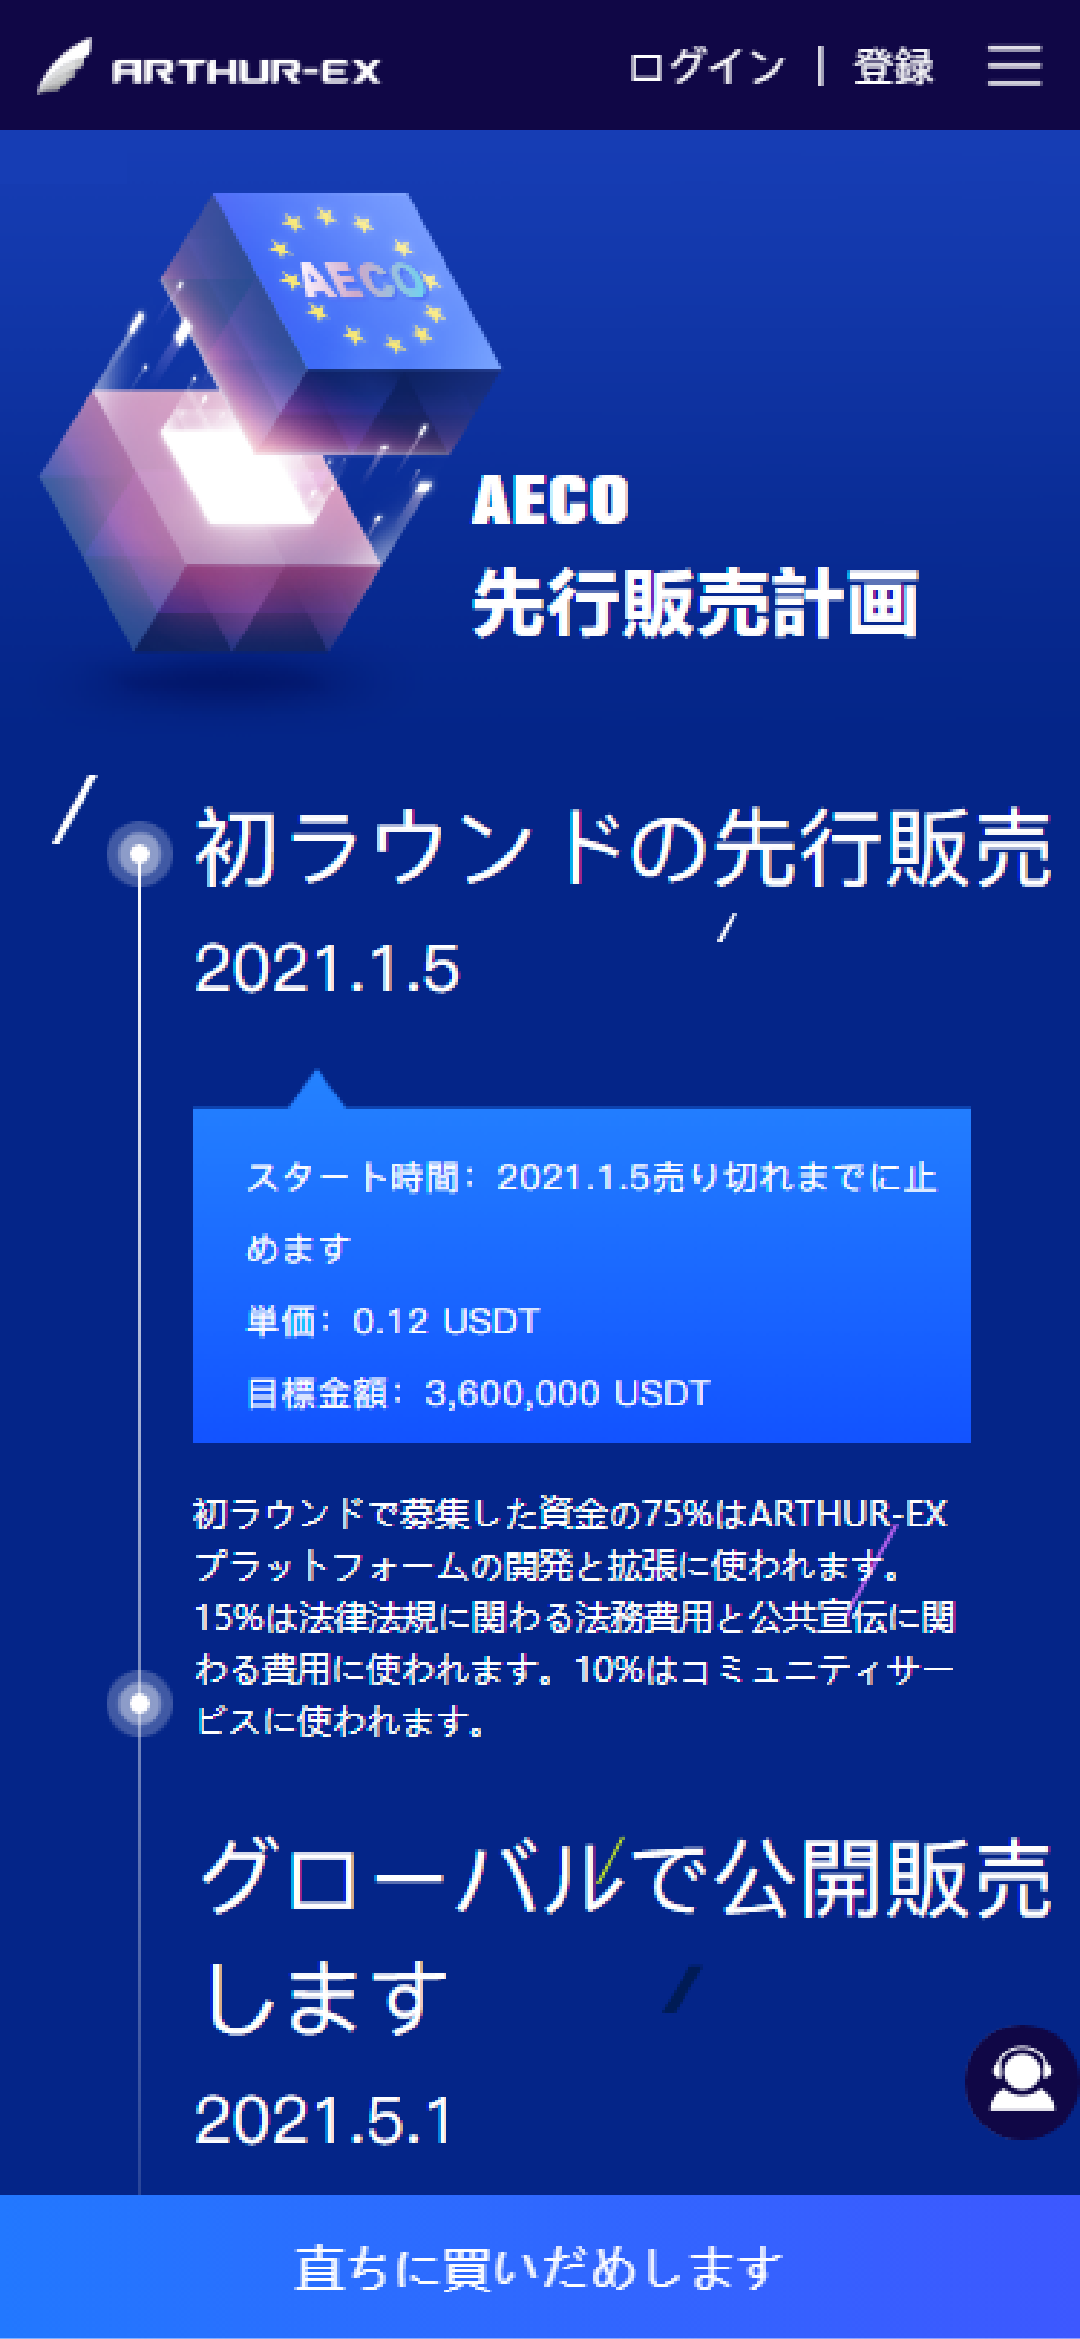 ARTHUR-EX
ログイン | 登録
AECO
AECO
先行販売計画
初ラウンドの先行販売
2021.1.5
スタート時間：2021.1.5売り切れまでに止
めます
単価：0.12 USDT
目標金額：3,600,000 USDT
初ラウンドで募集した資金の75%はARTHUR-EX
プラットフォームの開発と拡張に使われます。
15%は法律法規に関わる法務費用と公共宣伝に関
わる費用に使われます。10%はコミュニティサー
ビスに使われます。
グローバルで公開販売
します
2021.5.1
直ちに買いだめします